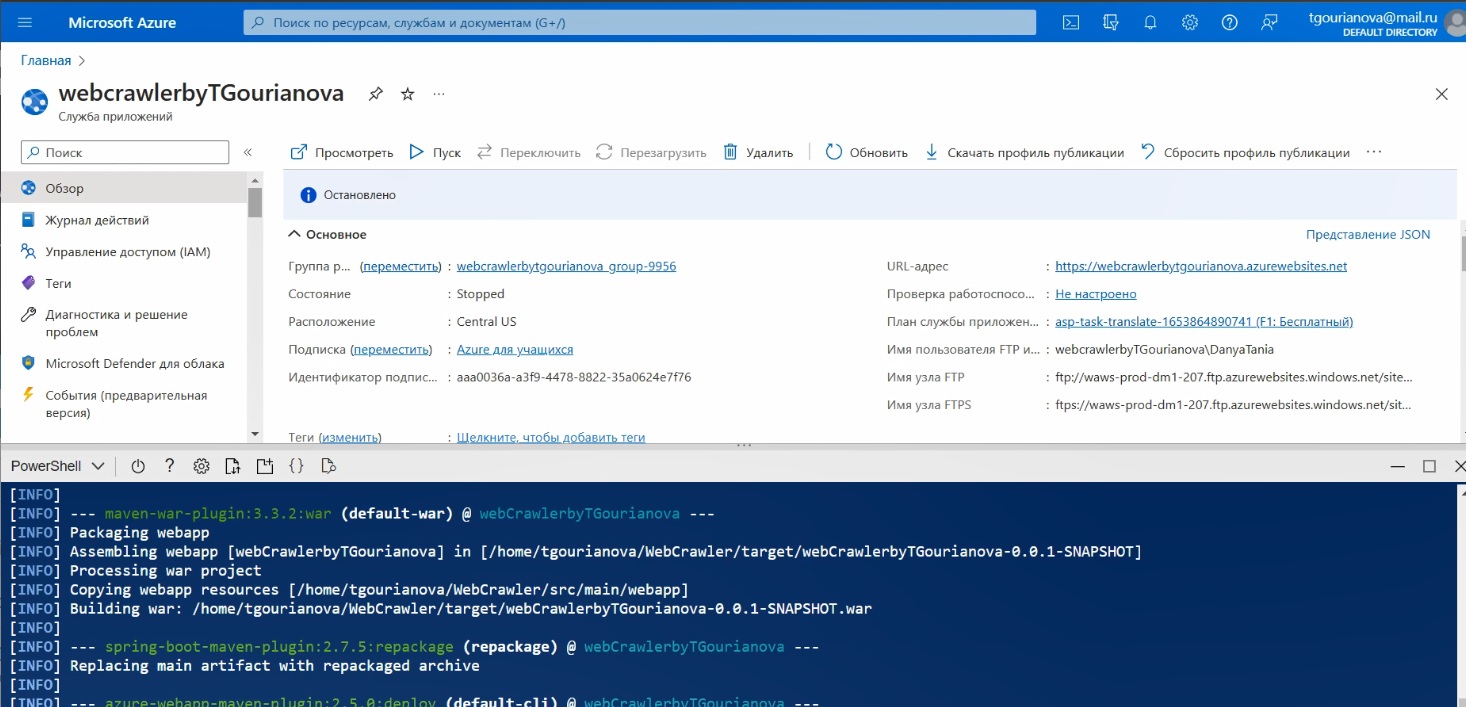 Microsoft Azure
Поиск по ресурсам, службам и документам (G+/)
tgourianova@mail.ru
DEFAULT DIRECTORY
Главная >
webcrawlerbyTGourianova
Служба приложений
Поиск
«
Просмотреть Пуск Переключить Перезагрузить Удалить Обновить Скачать профиль публикации Сбросить профиль публикации ...
Обзор
Журнал действий
Управление доступом (IAM)
Теги
Диагностика и решение
проблем
Microsoft Defender для облака
События (предварительная
версия)
Остановлено
Основное
Представление JSON
Группа р... (переместить) : webcrawlerbytgourianova_group-9956
Состояние : Stopped
Расположение : Central US
Подписка (переместить) : Azure для учащихся
Идентификатор подпис... : aaa0036a-a3f9-4478-8822-35a0624e7f76
Теги (изменить) : Щелкните, чтобы добавить теги
URL-адрес : https://webcrawlerbytgourianova.azurewebsites.net
Проверка работоспосо... : Не настроено
План службы приложен... : asp-task-translate-1653864890741 (F1: Бесплатный)
Имя пользователя FTP и... : webcrawlerbyTGourianova\DanyaTania
Имя узла FTP : ftp://waws-prod-dm1-207.ftp.azurewebsites.windows.net/site...
Имя узла FTPS : ftps://waws-prod-dm1-207.ftp.azurewebsites.windows.net/sit...
PowerShell
[INFO]
[INFO] --- maven-war-plugin:3.3.2:war (default-war) @ webCrawlerbyTGourianova ---
[INFO] Packaging webapp
[INFO] Assembling webapp [webCrawlerbyTGourianova] in [/home/tgourianova/WebCrawler/target/webCrawlerbyTGourianova-0.0.1-SNAPSHOT]
[INFO] Processing war project
[INFO] Copying webapp resources [/home/tgourianova/WebCrawler/src/main/webapp]
[INFO] Building war: /home/tgourianova/WebCrawler/target/webCrawlerbyTGourianova-0.0.1-SNAPSHOT.war
[INFO]
[INFO] --- spring-boot-maven-plugin:2.7.5:repackage (repackage) @ webCrawlerbyTGourianova ---
[INFO] Replacing main artifact with repackaged archive
[INFO]
[INFO] --- azure-webapp-maven-plugin:2.5.0:deploy (default-cli) @ webCrawlerbyTGourianova ---